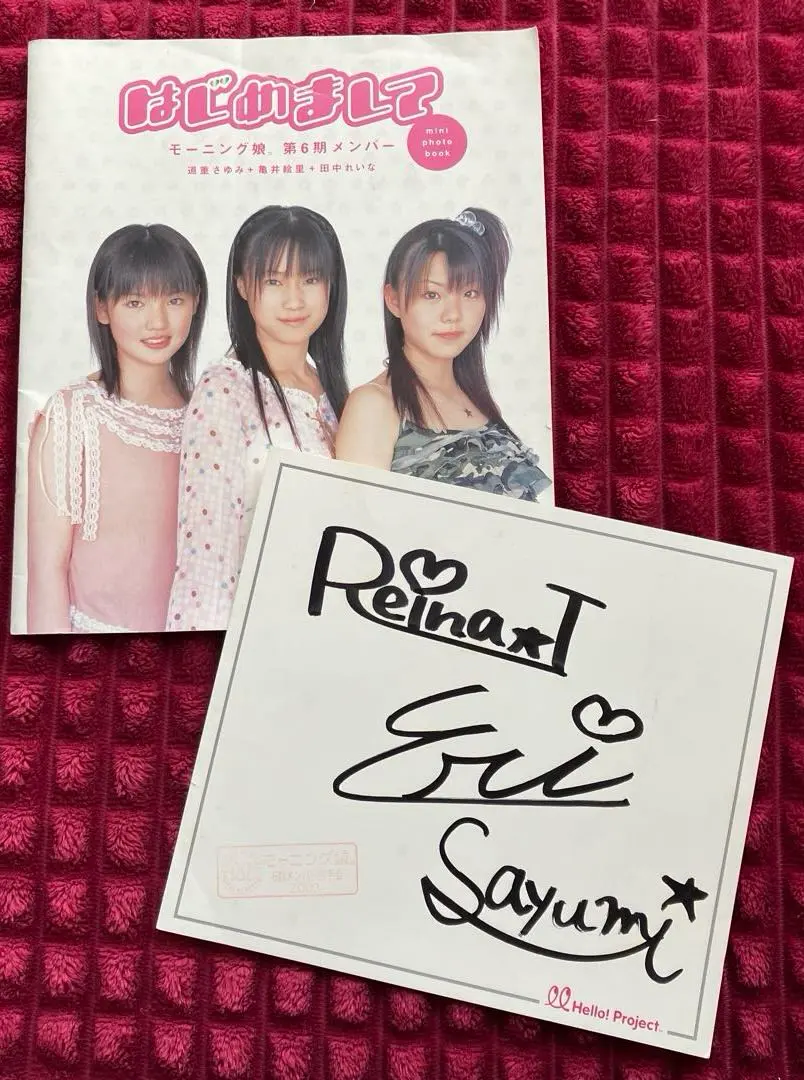 はじめまして
モーニング娘。第6期メンバー
道重さゆみ+亀井絵里+田中れいな
mini
photo
book
Reina★T
Eri
Sayumi
モーニング娘
2003
Hello! Project